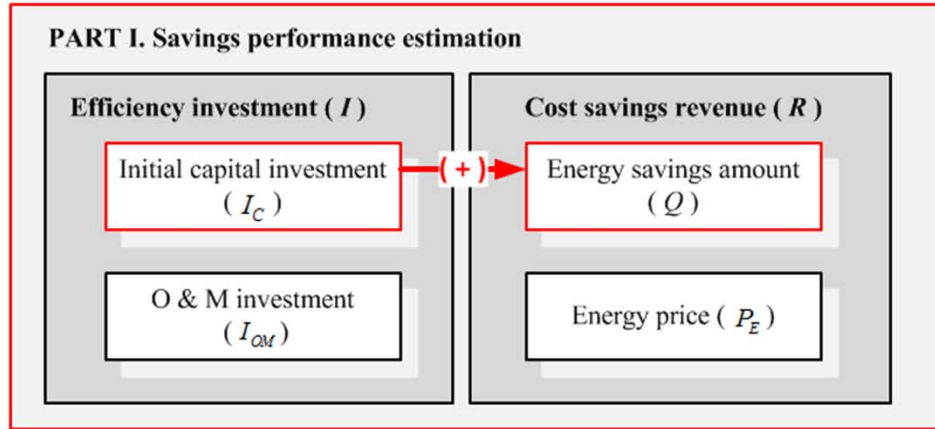 PART I. Savings performance estimation
Efficiency investment ( I )
Initial capital investment
( I_C )
O & M investment
( I_OM )
Cost savings revenue ( R )
( + )
Energy savings amount
( Q )
Energy price ( P_E )